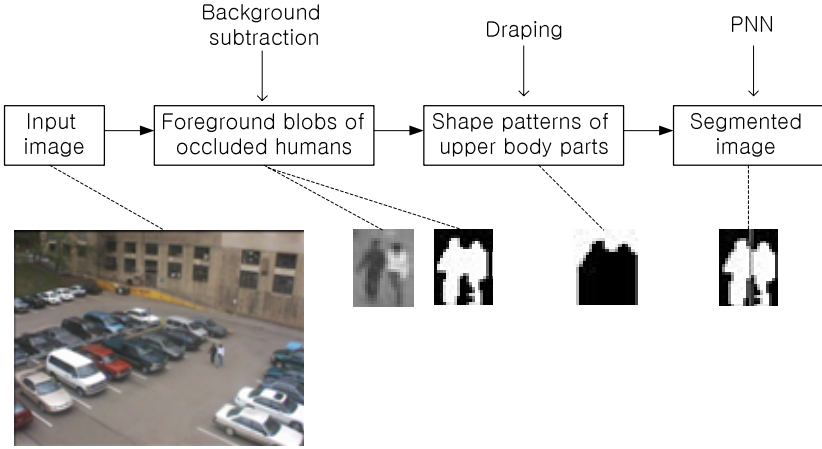 Background
subtraction
Draping
PNN
Input
image
Foreground blobs of
occluded humans
Shape patterns of
upper body parts
Segmented
image